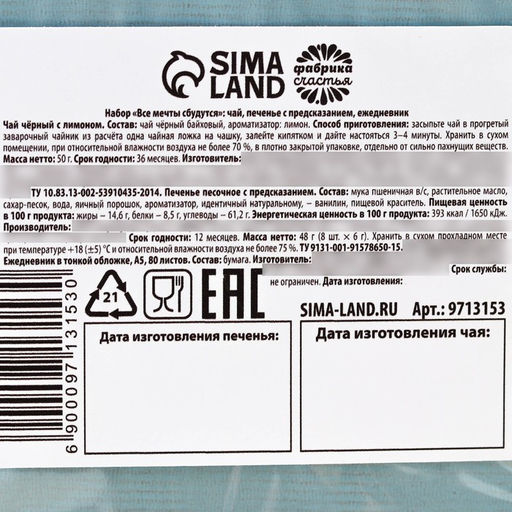 SIMA LAND
фабрика счастья
Набор «Все мечты сбудутся»: чай, печенье с предсказанием, ежедневник
Чай чёрный с лимоном. Состав: чай чёрный байховый, ароматизатор: лимон. Способ приготовления: засыпьте чай в прогретый
заварочный чайник из расчёта одна чайная ложка на чашку, залейте кипятком и дайте настояться 3–4 минуты. Хранить в сухом
помещении, при относительной влажности воздуха не более 70 %, в плотно закрытой упаковке, отдельно от сильно пахнущих веществ.
Масса нетто: 50 г. Срок годности: 36 месяцев. Изготовитель:
ТУ 10.83.13-002-53910435-2014. Печенье песочное с предсказанием. Состав: мука пшеничная в/с, растительное масло,
сахар-песок, вода, яичный порошок, ароматизатор, идентичный натуральному, – ванилин, пищевой краситель. Пищевая ценность
в 100 г продукта: жиры – 14,6 г, белки – 8,5 г, углеводы – 61,2 г. Энергетическая ценность в 100 г продукта: 393 ккал / 1650 кДж.
Производитель:
Срок годности: 12 месяцев. Масса нетто: 48 г (8 шт. × 6 г). Хранить в сухом прохладном месте
при температуре +18 (±5) °C и относительной влажности воздуха не более 75 %. ТУ 9131-001-91578650-15.
Ежедневник в тонкой обложке, А5, 80 листов. Состав: бумага. Изготовитель:
Срок службы:
не ограничен. Дата изготовления:
21
EAC
SIMA-LAND.RU Арт.: 9713153
Дата изготовления печенья:
Дата изготовления чая:
6 900097 131530